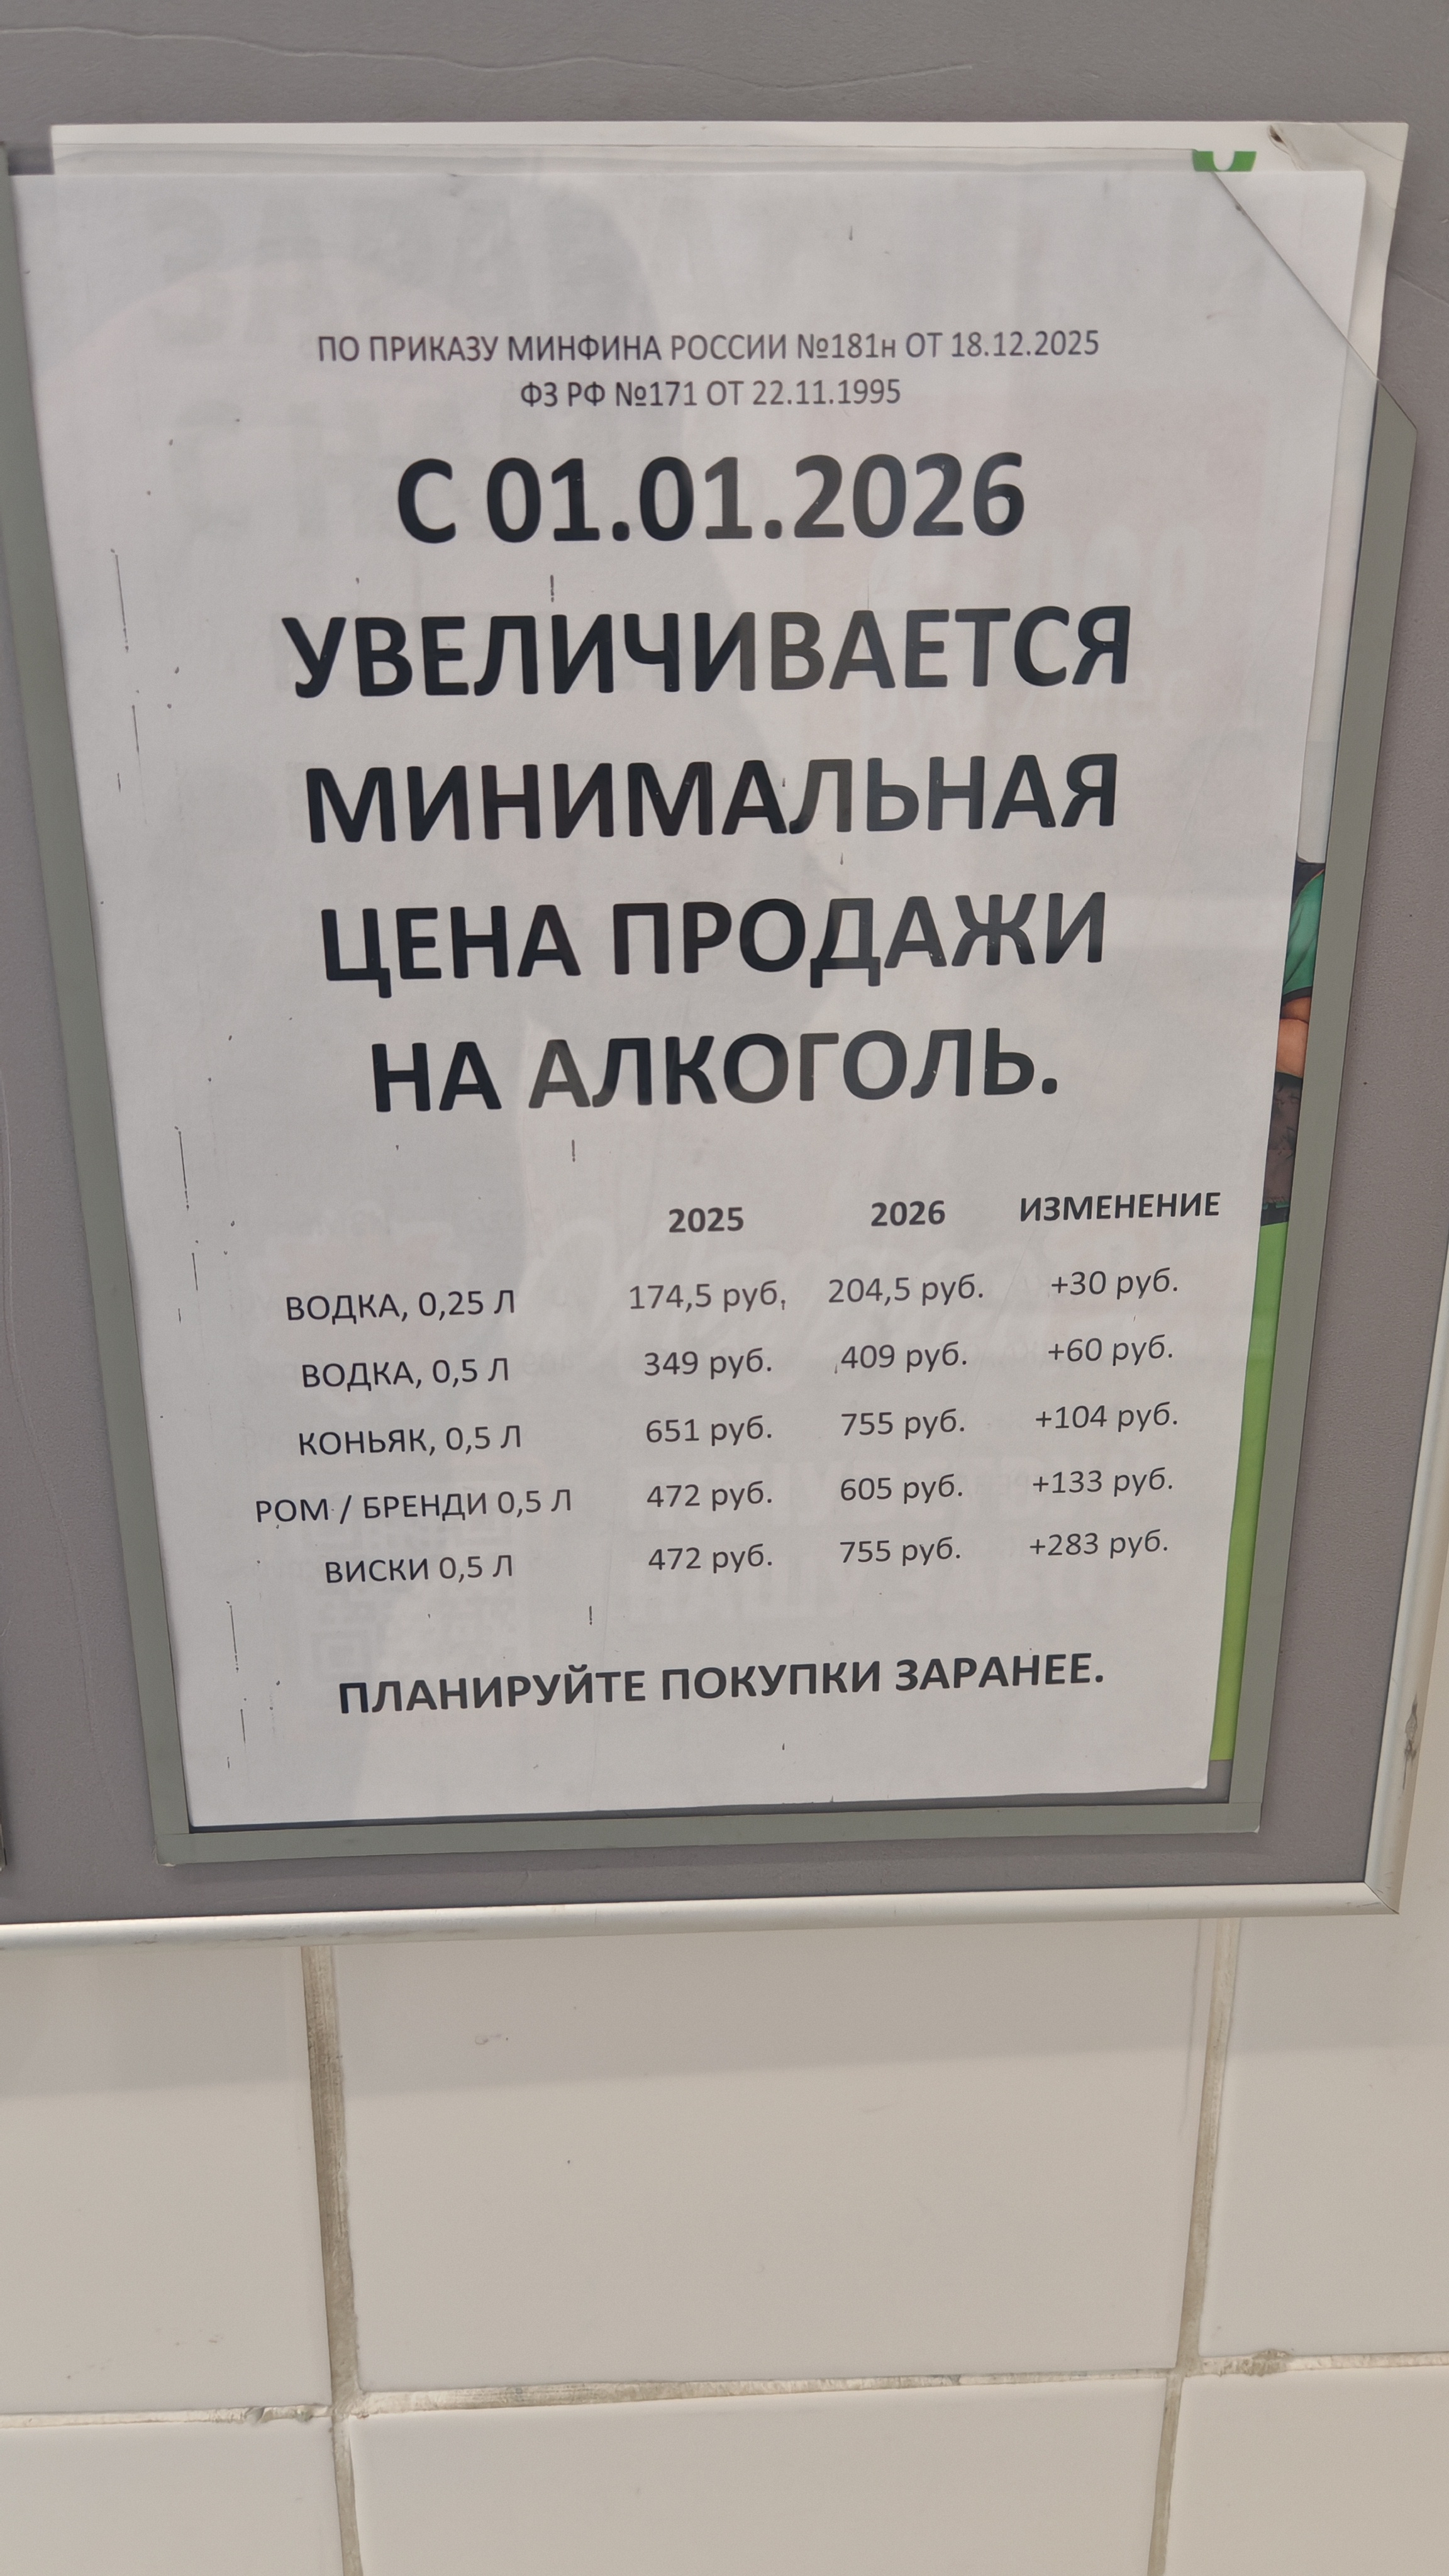 ПО ПРИКАЗУ МИНФИНА РОССИИ №181н ОТ 18.12.2025
ФЗ РФ №171 ОТ 22.11.1995
С 01.01.2026
УВЕЛИЧИВАЕТСЯ
МИНИМАЛЬНАЯ
ЦЕНА ПРОДАЖИ
НА АЛКОГОЛЬ.
2025 2026 ИЗМЕНЕНИЕ
ВОДКА, 0,25 Л 174,5 руб. 204,5 руб. +30 руб.
ВОДКА, 0,5 Л 349 руб. 409 руб. +60 руб.
КОНЬЯК, 0,5 Л 651 руб. 755 руб. +104 руб.
РОМ / БРЕНДИ 0,5 Л 472 руб. 605 руб. +133 руб.
ВИСКИ 0,5 Л 472 руб. 755 руб. +283 руб.
ПЛАНИРУЙТЕ ПОКУПКИ ЗАРАНЕЕ.